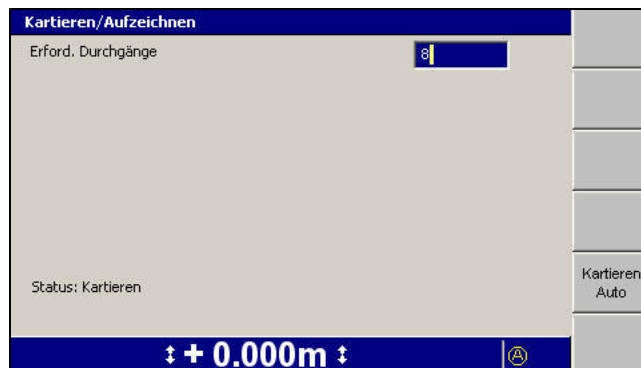 Kartieren/Aufzeichnen
Erford. Durchgänge 8
Status: Kartieren
Kartieren
Auto
↕ + 0.000m ↕ A